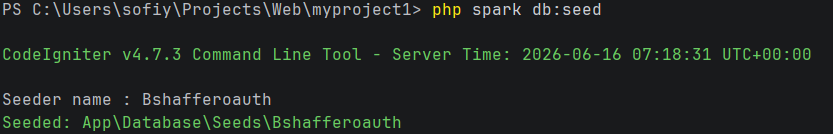 PS C:\Users\sofiy\Projects\Web\myproject1> php spark db:seed
CodeIgniter v4.7.3 Command Line Tool - Server Time: 2026-06-16 07:18:31 UTC+00:00
Seeder name : Bshafferoauth
Seeded: App\Database\Seeds\Bshafferoauth